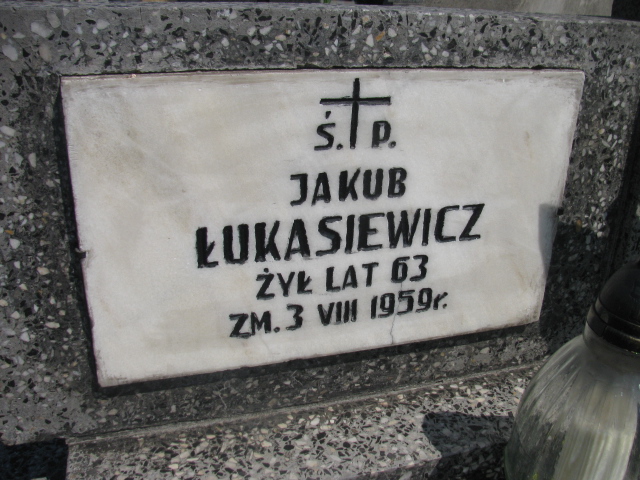 Ś. P.
JAKUB
ŁUKASIEWICZ
ŻYŁ LAT 63
ZM. 3 VIII 1959r.